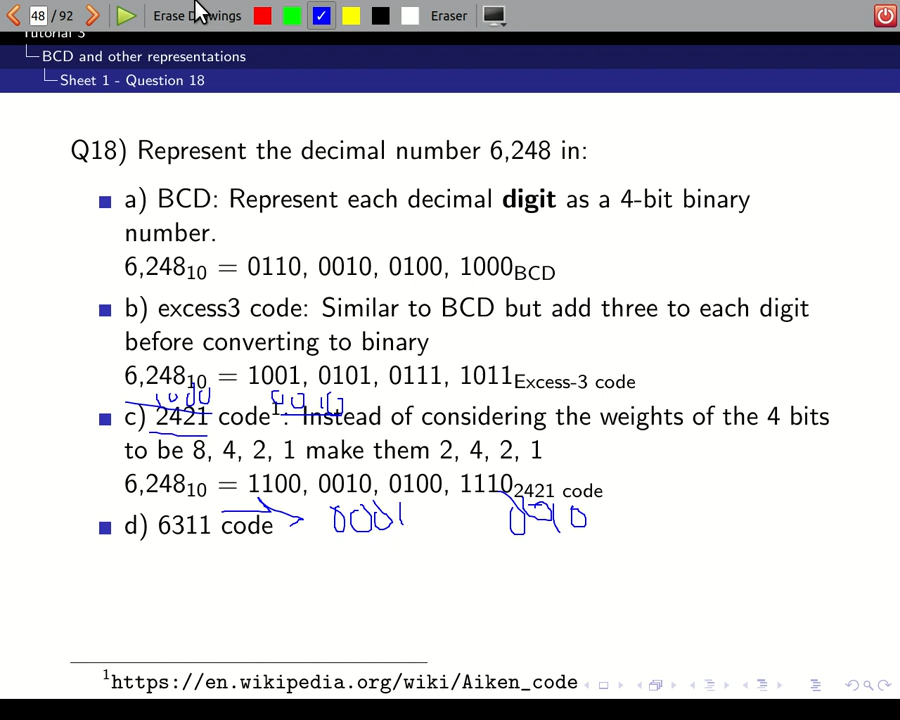 48 / 92 Erase Drawings Eraser
Tutorial 3
BCD and other representations
Sheet 1 - Question 18
Q18) Represent the decimal number 6,248 in:
a) BCD: Represent each decimal digit as a 4-bit binary
number.
6,248₁₀ = 0110, 0010, 0100, 1000BCD
b) excess3 code: Similar to BCD but add three to each digit
before converting to binary
6,248₁₀ = 1001, 0101, 0111, 1011Excess-3 code
1000 0010
c) 2421 code¹: Instead of considering the weights of the 4 bits
to be 8, 4, 2, 1 make them 2, 4, 2, 1
6,248₁₀ = 1100, 0010, 0100, 11102421 code
0001
d) 6311 code
¹https://en.wikipedia.org/wiki/Aiken_code